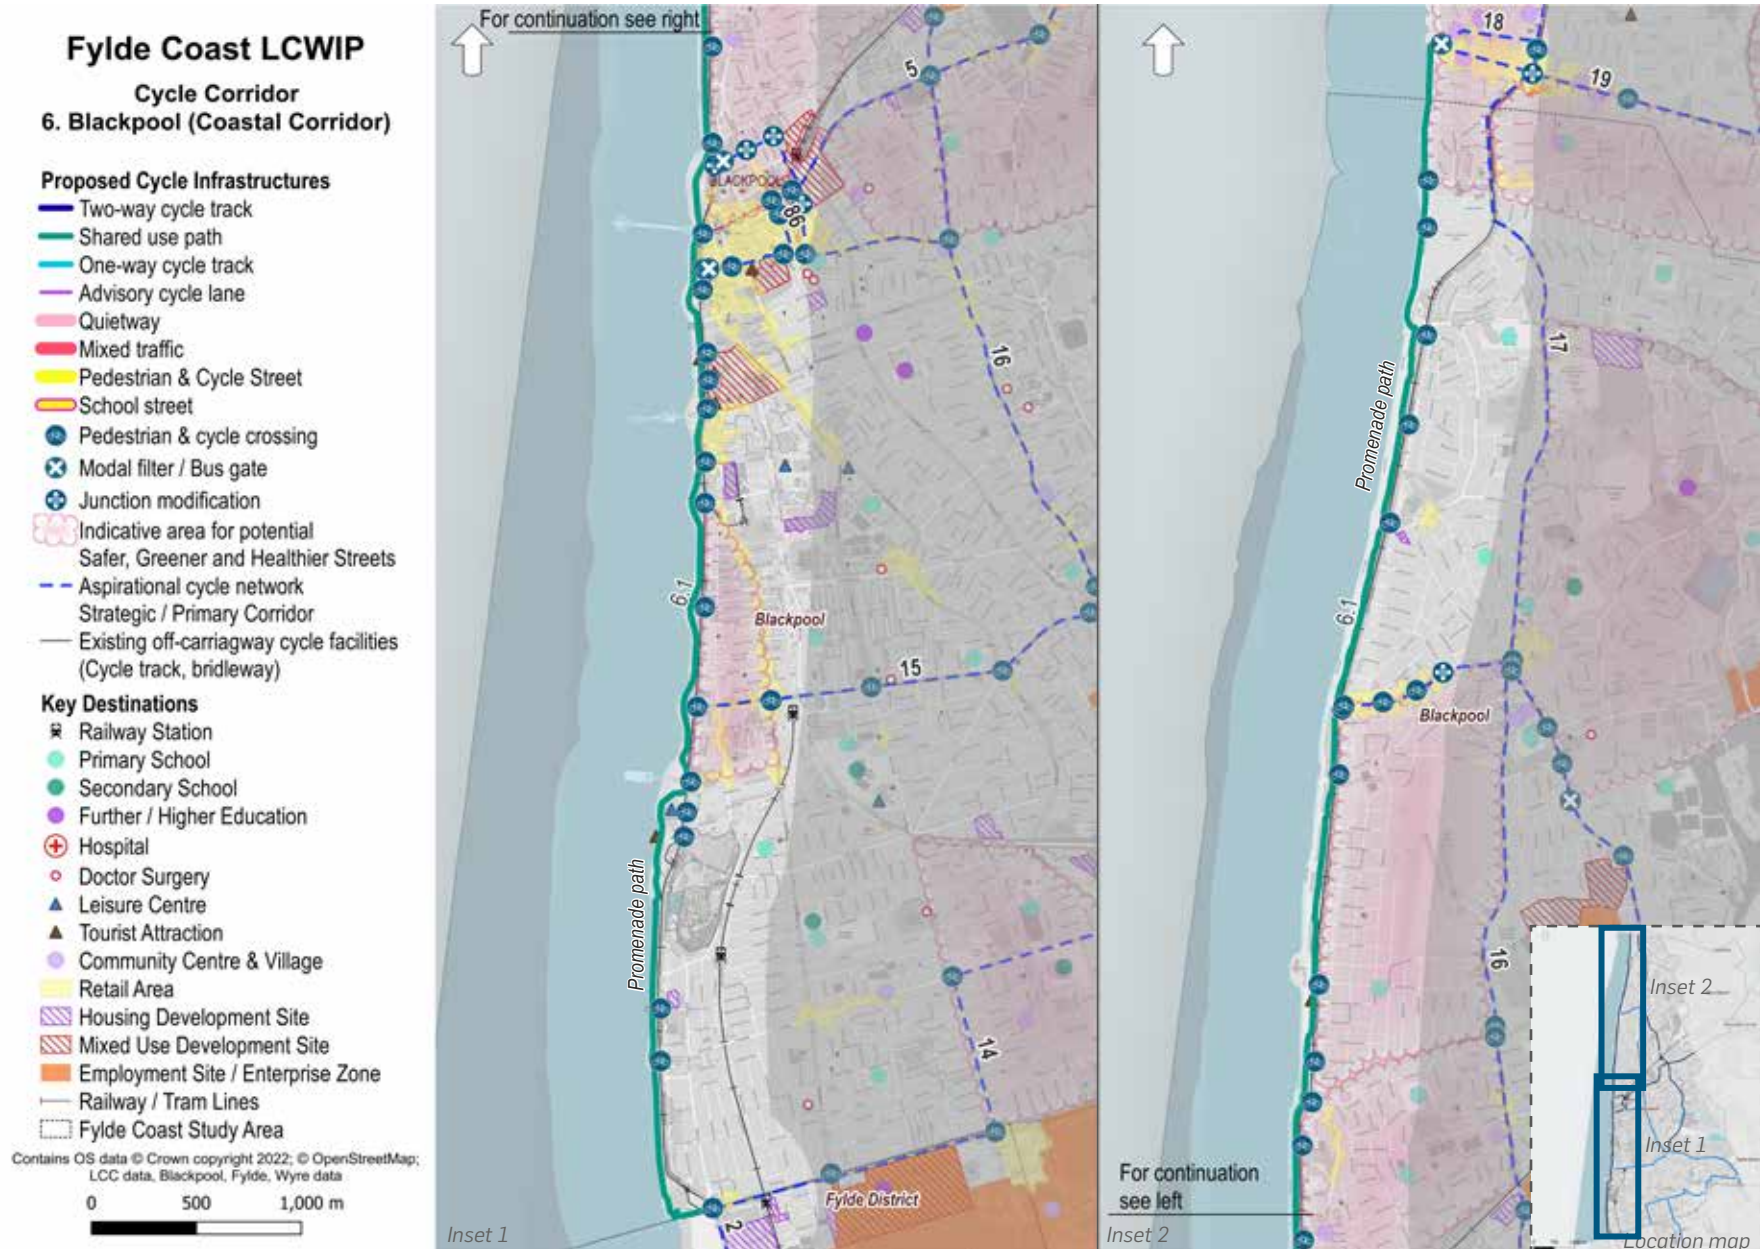 Fylde Coast LCWIP
Cycle Corridor
6. Blackpool (Coastal Corridor)
Proposed Cycle Infrastructures
Two-way cycle track
Shared use path
One-way cycle track
Advisory cycle lane
Quietway
Mixed traffic
Pedestrian & Cycle Street
School street
Pedestrian & cycle crossing
Modal filter / Bus gate
Junction modification
Indicative area for potential
Safer, Greener and Healthier Streets
Aspirational cycle network
Strategic / Primary Corridor
Existing off-carriagway cycle facilities
(Cycle track, bridleway)
Key Destinations
Railway Station
Primary School
Secondary School
Further / Higher Education
Hospital
Doctor Surgery
Leisure Centre
Tourist Attraction
Community Centre & Village
Retail Area
Housing Development Site
Mixed Use Development Site
Employment Site / Enterprise Zone
Railway / Tram Lines
Fylde Coast Study Area
Contains OS data © Crown copyright 2022; © OpenStreetMap;
LCC data, Blackpool, Fylde, Wyre data
0 500 1,000 m
For continuation see right
5
BLACKPOOL
86
16
6.1
Blackpool
15
Promenade path
14
Fylde District
2
Inset 1
18
19
17
Promenade path
6.1
Blackpool
16
For continuation
see left
Inset 2
Inset 2
Inset 1
Location map